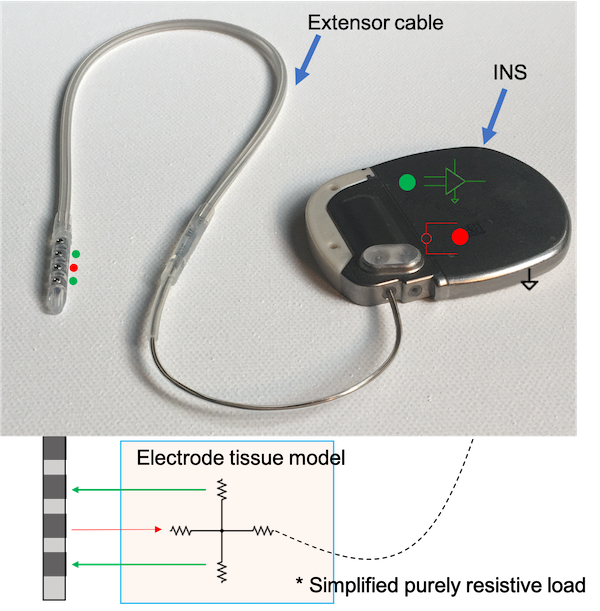 Extensor cable
INS
Electrode tissue model
* Simplified purely resistive load